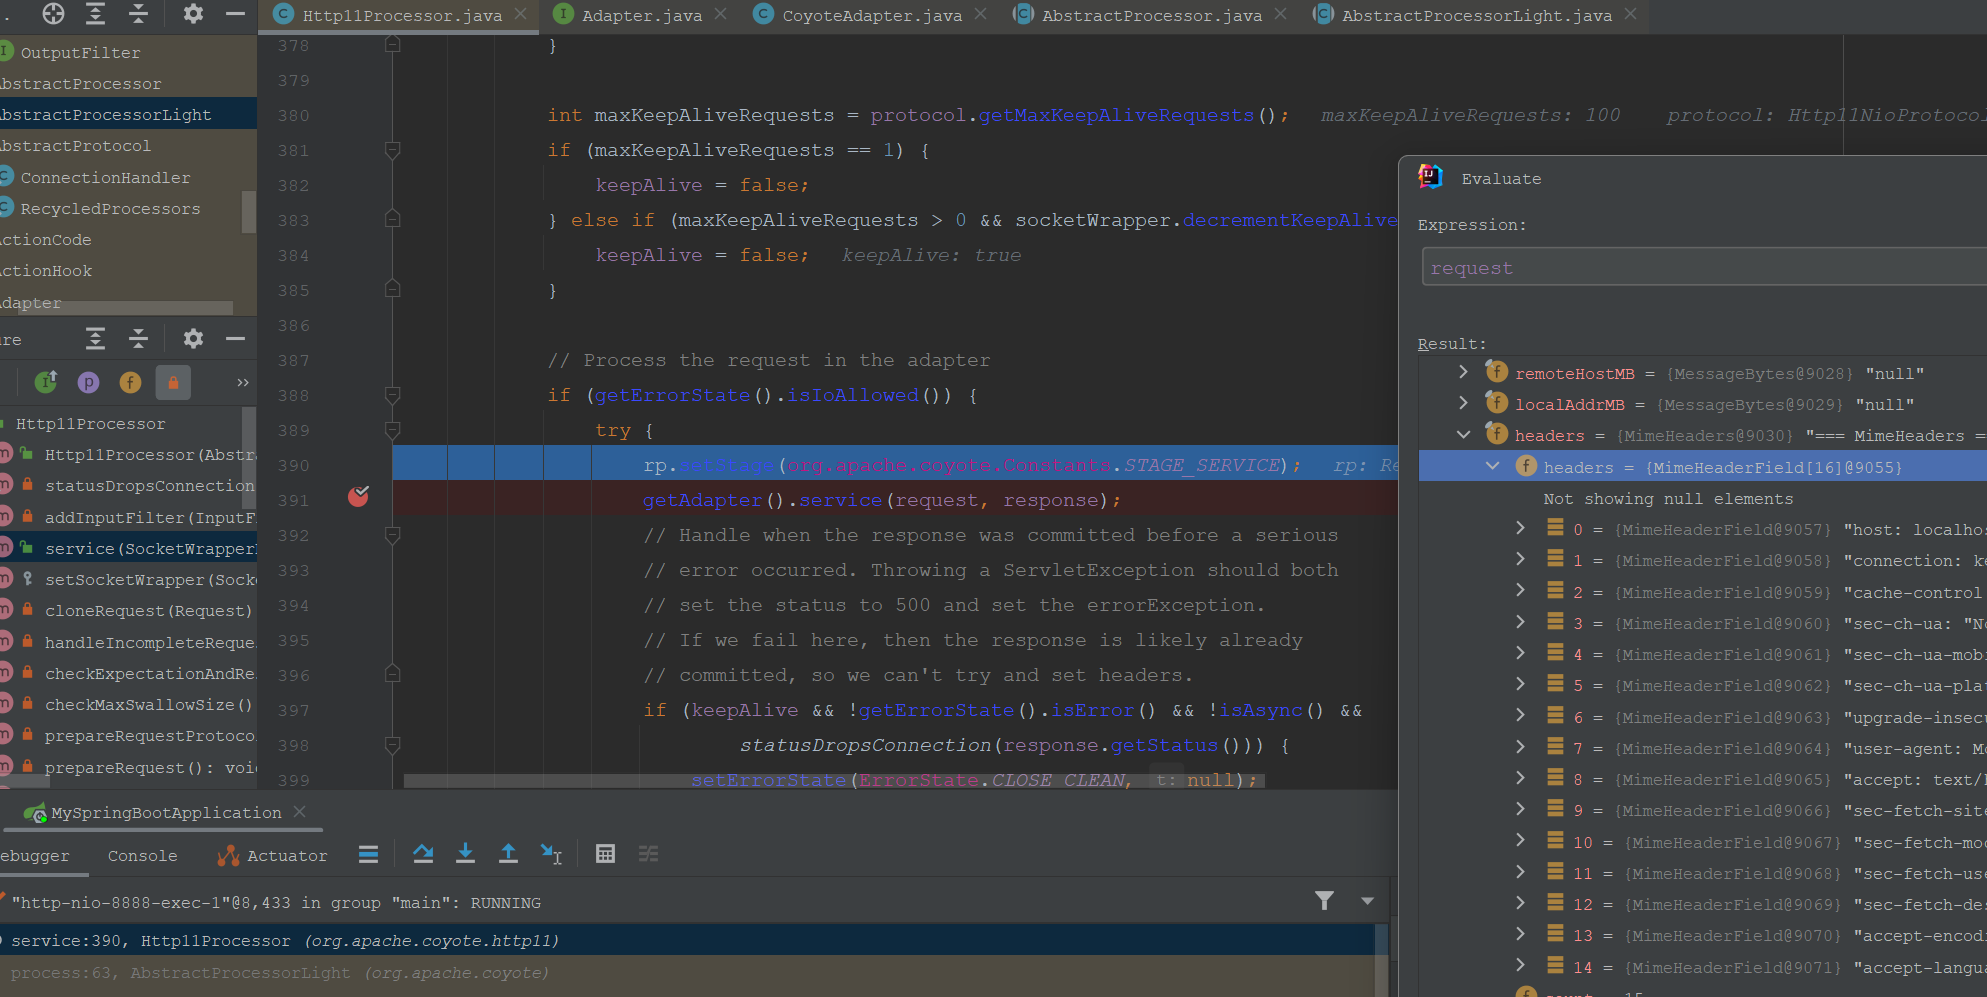 Http11Processor.java
Adapter.java
CoyoteAdapter.java
AbstractProcessor.java
AbstractProcessorLight.java
OutputFilter
bstractProcessor
bstractProcessorLight
bstractProtocol
ConnectionHandler
RecycledProcessors
ctionCode
ctionHook
dapter
re
Http11Processor
Http11Processor(Abstr
statusDropsConnection
addInputFilter(InputF
service(SocketWrapper
setSocketWrapper(Sock
cloneRequest(Request)
handleIncompleteReque
checkExpectationAndRe
checkMaxSwallowSize()
prepareRequestProtoco
prepareRequest(): voi
378 }
379
380 int maxKeepAliveRequests = protocol.getMaxKeepAliveRequests(); maxKeepAliveRequests: 100 protocol: Http11NioProtocol
381 if (maxKeepAliveRequests == 1) {
382 keepAlive = false;
383 } else if (maxKeepAliveRequests > 0 && socketWrapper.decrementKeepAlive
384 keepAlive = false; keepAlive: true
385 }
386
387 // Process the request in the adapter
388 if (getErrorState().isIoAllowed()) {
389 try {
390 rp.setStage(org.apache.coyote.Constants.STAGE_SERVICE); rp: Re
391 getAdapter().service(request, response);
392 // Handle when the response was committed before a serious
393 // error occurred. Throwing a ServletException should both
394 // set the status to 500 and set the errorException.
395 // If we fail here, then the response is likely already
396 // committed, so we can't try and set headers.
397 if (keepAlive && !getErrorState().isError() && !isAsync() &&
398 statusDropsConnection(response.getStatus())) {
399 setErrorState(ErrorState.CLOSE_CLEAN, t: null);
Evaluate
Expression:
request
Result:
remoteHostMB = {MessageBytes@9028} "null"
localAddrMB = {MessageBytes@9029} "null"
headers = {MimeHeaders@9030} "=== MimeHeaders =
headers = {MimeHeaderField[16]@9055}
Not showing null elements
0 = {MimeHeaderField@9057} "host: localho
1 = {MimeHeaderField@9058} "connection: k
2 = {MimeHeaderField@9059} "cache-control
3 = {MimeHeaderField@9060} "sec-ch-ua: "N
4 = {MimeHeaderField@9061} "sec-ch-ua-mob
5 = {MimeHeaderField@9062} "sec-ch-ua-plat
6 = {MimeHeaderField@9063} "upgrade-insec
7 = {MimeHeaderField@9064} "user-agent: Mo
8 = {MimeHeaderField@9065} "accept: text/
9 = {MimeHeaderField@9066} "sec-fetch-site
10 = {MimeHeaderField@9067} "sec-fetch-mo
11 = {MimeHeaderField@9068} "sec-fetch-use
12 = {MimeHeaderField@9069} "sec-fetch-de
13 = {MimeHeaderField@9070} "accept-encodi
14 = {MimeHeaderField@9071} "accept-langu
MySpringBootApplication
ebugger
Console
Actuator
"http-nio-8888-exec-1"@8,433 in group "main": RUNNING
service:390, Http11Processor (org.apache.coyote.http11)
process:63, AbstractProcessorLight (org.apache.coyote)